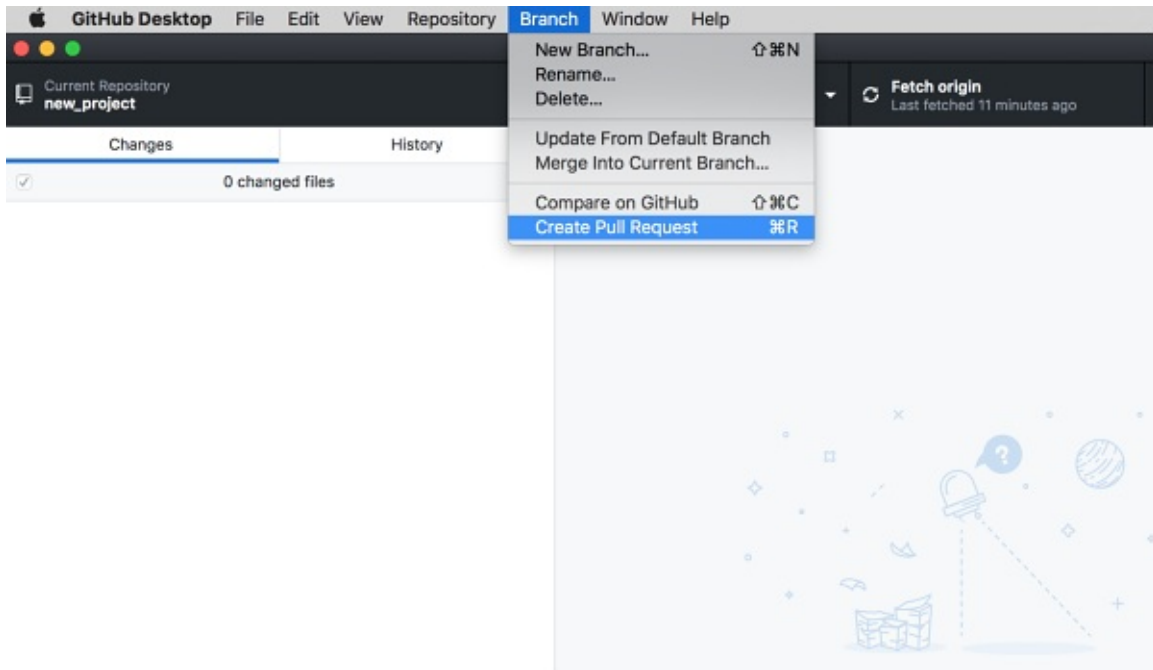 GitHub Desktop File Edit View Repository Branch Window Help
New Branch... ⇧⌘N
Rename...
Delete...
Update From Default Branch
Merge Into Current Branch...
Compare on GitHub ⇧⌘C
Create Pull Request ⌘R
Current Repository
new_project
Fetch origin
Last fetched 11 minutes ago
Changes History
0 changed files
?